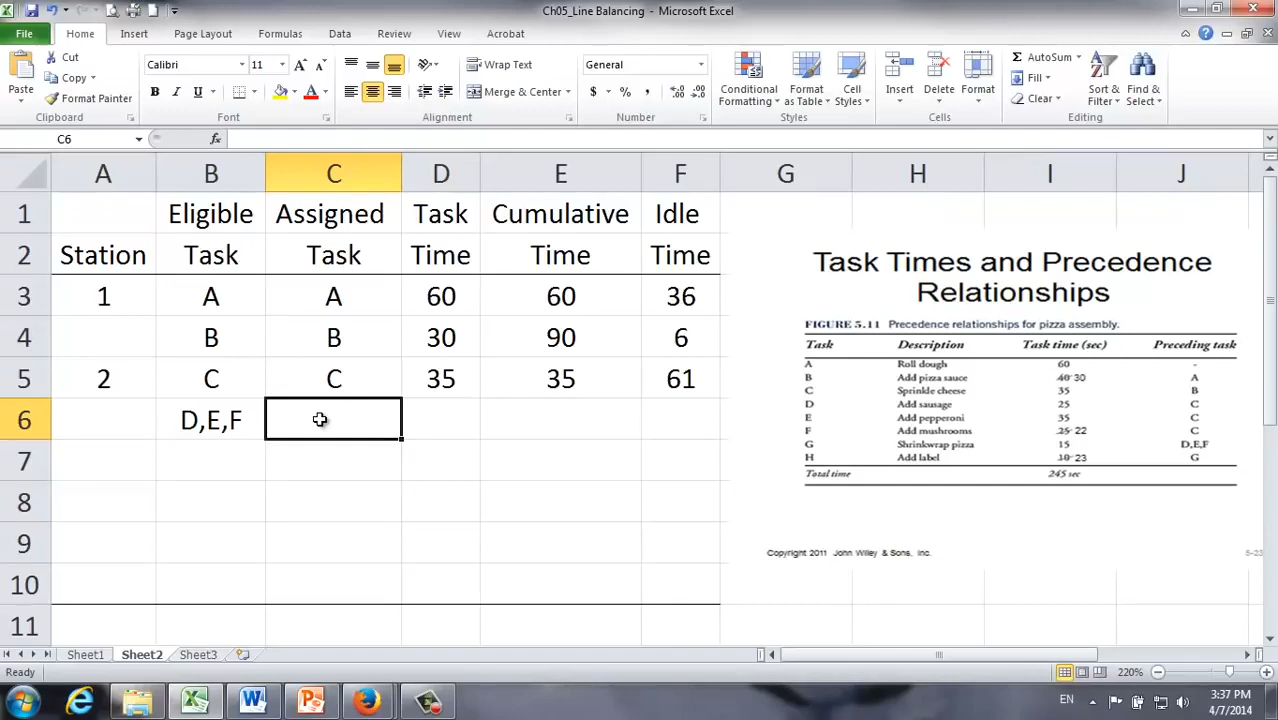 Ch05_Line Balancing - Microsoft Excel
File Home Insert Page Layout Formulas Data Review View Acrobat
Paste Cut Copy Format Painter
Calibri 11 A A Wrap Text General
B I U A Merge & Center $ % , .00
Conditional Formatting Format as Table Cell Styles Insert Delete Format
Σ AutoSum Fill Clear Sort & Filter Find & Select
Clipboard Font Alignment Number Styles Cells Editing
C6 fx
A B C D E F G H I J
1 Eligible Assigned Task Cumulative Idle
2 Station Task Task Time Time Time
3 1 A A 60 60 36
4 B B 30 90 6
5 2 C C 35 35 61
6 D,E,F
7
8
9
10
11
Task Times and Precedence
Relationships
FIGURE 5.11 Precedence relationships for pizza assembly.
Task Description Task time (sec) Preceding task
A Roll dough 60 -
B Add pizza sauce 40 30 A
C Sprinkle cheese 35 B
D Add sausage 25 C
E Add pepperoni 35 C
F Add mushrooms 25 22 C
G Shrinkwrap pizza 15 D,E,F
H Add label 10 23 G
Total time 245 sec
Copyright 2011 John Wiley & Sons, Inc. 5-23
Sheet1 Sheet2 Sheet3
Ready 220%
EN 3:37 PM
4/7/2014